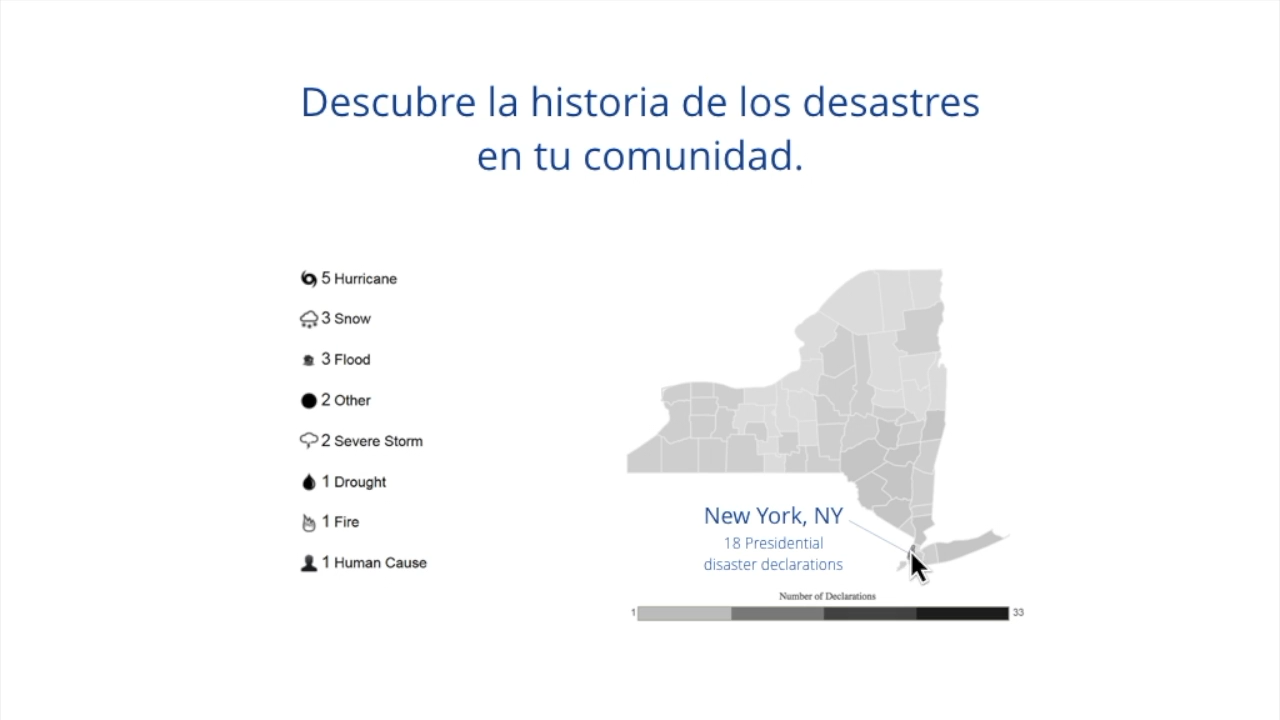 Descubre la historia de los desastres
en tu comunidad.
5 Hurricane
3 Snow
3 Flood
2 Other
2 Severe Storm
1 Drought
1 Fire
1 Human Cause
New York, NY
18 Presidential
disaster declarations
Number of Declarations
1 33